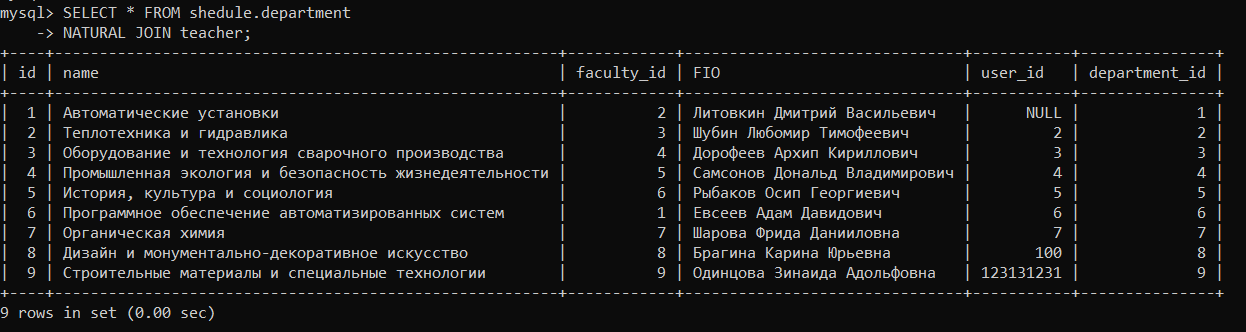 mysql> SELECT * FROM shedule.department
    -> NATURAL JOIN teacher;
+----+------------------------------------------------------+------------+------------------------------+-----------+---------------+
| id | name                                                 | faculty_id | FIO                          | user_id   | department_id |
+----+------------------------------------------------------+------------+------------------------------+-----------+---------------+
|  1 | Автоматические установки                             |          2 | Литовкин Дмитрий Васильевич  |      NULL |             1 |
|  2 | Теплотехника и гидравлика                            |          3 | Шубин Любомир Тимофеевич     |         2 |             2 |
|  3 | Оборудование и технология сварочного производства    |          4 | Дорофеев Архип Кириллович    |         3 |             3 |
|  4 | Промышленная экология и безопасность жизнедеятельности |          5 | Самсонов Дональд Владимирович |         4 |             4 |
|  5 | История, культура и социология                       |          6 | Рыбаков Осип Георгиевич      |         5 |             5 |
|  6 | Программное обеспечение автоматизированных систем    |          1 | Евсеев Адам Давидович        |         6 |             6 |
|  7 | Органическая химия                                   |          7 | Шарова Фрида Данииловна      |         7 |             7 |
|  8 | Дизайн и монументально-декоративное искусство        |          8 | Брагина Карина Юрьевна       |       100 |             8 |
|  9 | Строительные материалы и специальные технологии      |          9 | Одинцова Зинаида Адольфовна  | 123131231 |             9 |
+----+------------------------------------------------------+------------+------------------------------+-----------+---------------+
9 rows in set (0.00 sec)